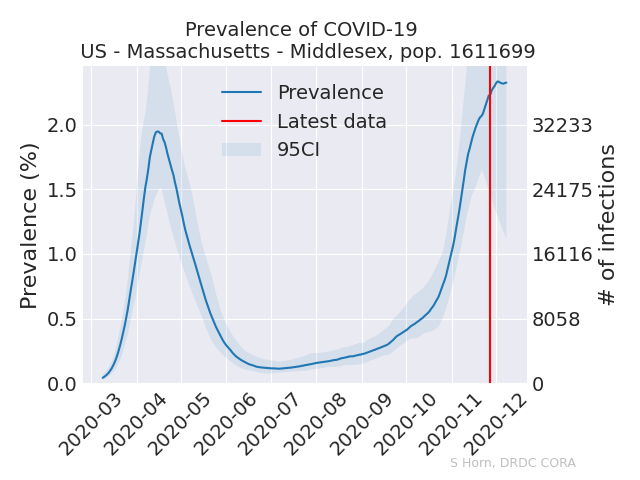 Prevalence of COVID-19
US - Massachusetts - Middlesex, pop. 1611699
Prevalence
Latest data
95CI
Prevalence (%)
2.0
1.5
1.0
0.5
0.0
32233
24175
16116
8058
0
# of infections
2020-03
2020-04
2020-05
2020-06
2020-07
2020-08
2020-09
2020-10
2020-11
2020-12
S Horn, DRDC CORA